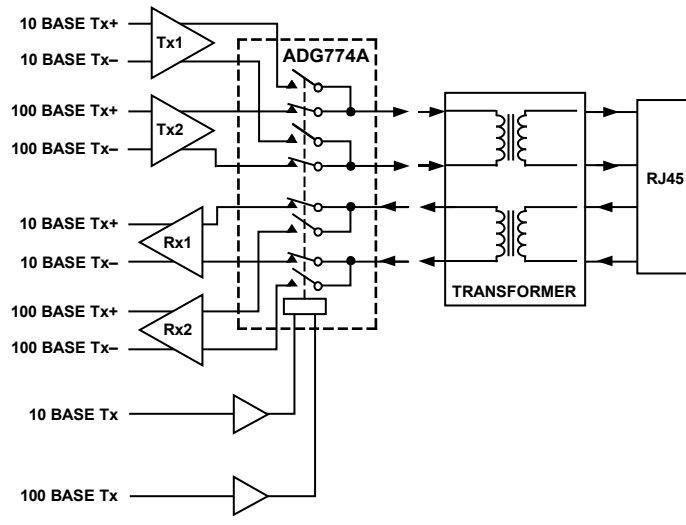 10 BASE Tx+
Tx1
10 BASE Tx–
ADG774A
100 BASE Tx+
Tx2
100 BASE Tx–
RJ45
10 BASE Tx+
Rx1
10 BASE Tx–
TRANSFORMER
100 BASE Tx+
Rx2
100 BASE Tx–
10 BASE Tx
100 BASE Tx